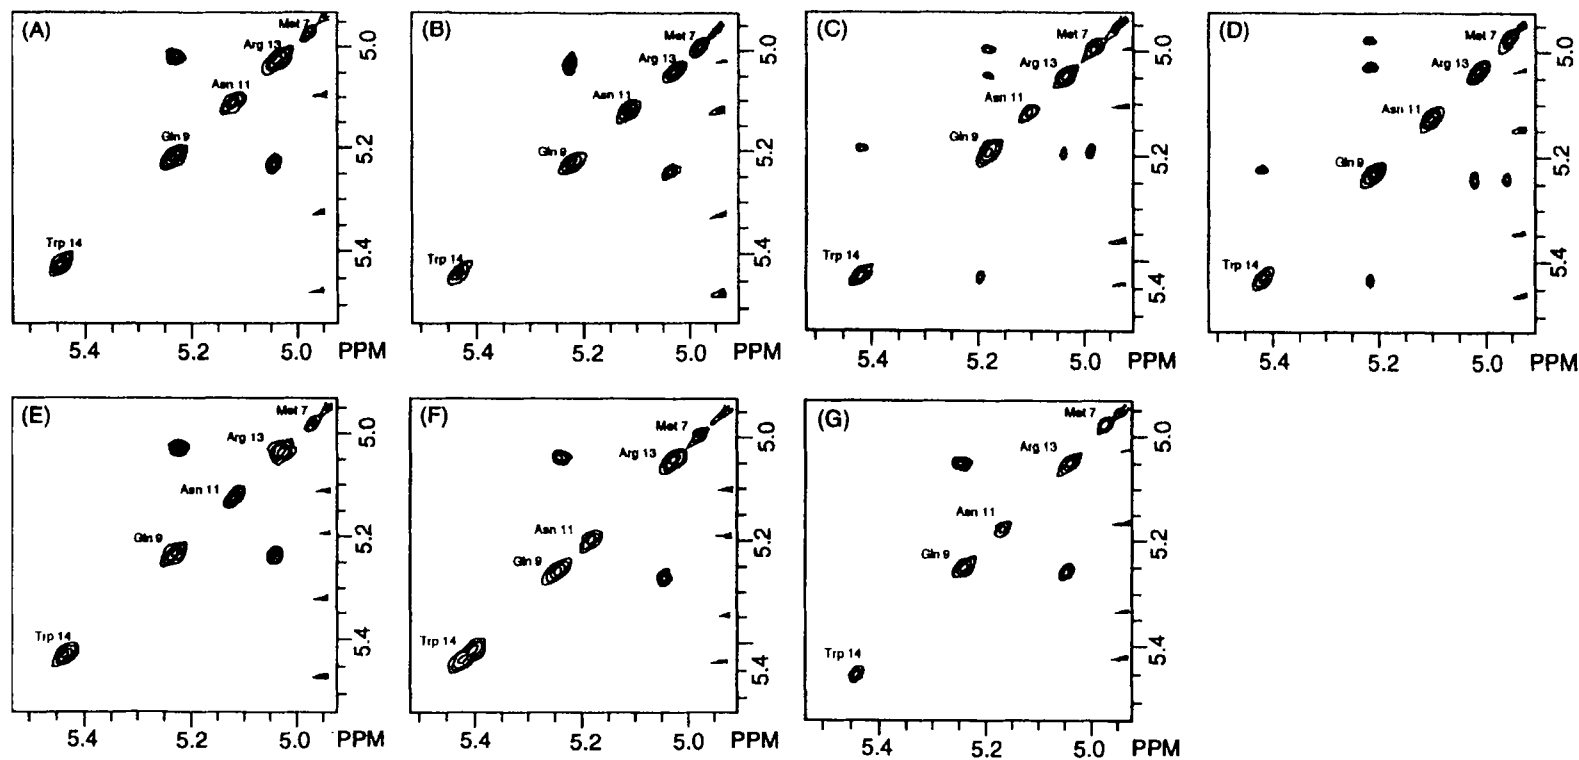 (A)
Met 7
Arg 13
Asn 11
Gln 9
Trp 14
5.0
5.2
5.4
5.4 5.2 5.0 PPM
(B)
Met 7
Arg 13
Asn 11
Gln 9
Trp 14
5.0
5.2
5.4
5.4 5.2 5.0 PPM
(C)
Met 7
Arg 13
Asn 11
Gln 9
Trp 14
5.0
5.2
5.4
5.4 5.2 5.0 PPM
(D)
Met 7
Arg 13
Asn 11
Gln 9
Trp 14
5.0
5.2
5.4
5.4 5.2 5.0 PPM
(E)
Met 7
Arg 13
Asn 11
Gln 9
Trp 14
5.0
5.2
5.4
5.4 5.2 5.0 PPM
(F)
Met 7
Arg 13
Asn 11
Gln 9
Trp 14
5.0
5.2
5.4
5.4 5.2 5.0 PPM
(G)
Met 7
Arg 13
Asn 11
Gln 9
Trp 14
5.0
5.2
5.4
5.4 5.2 5.0 PPM